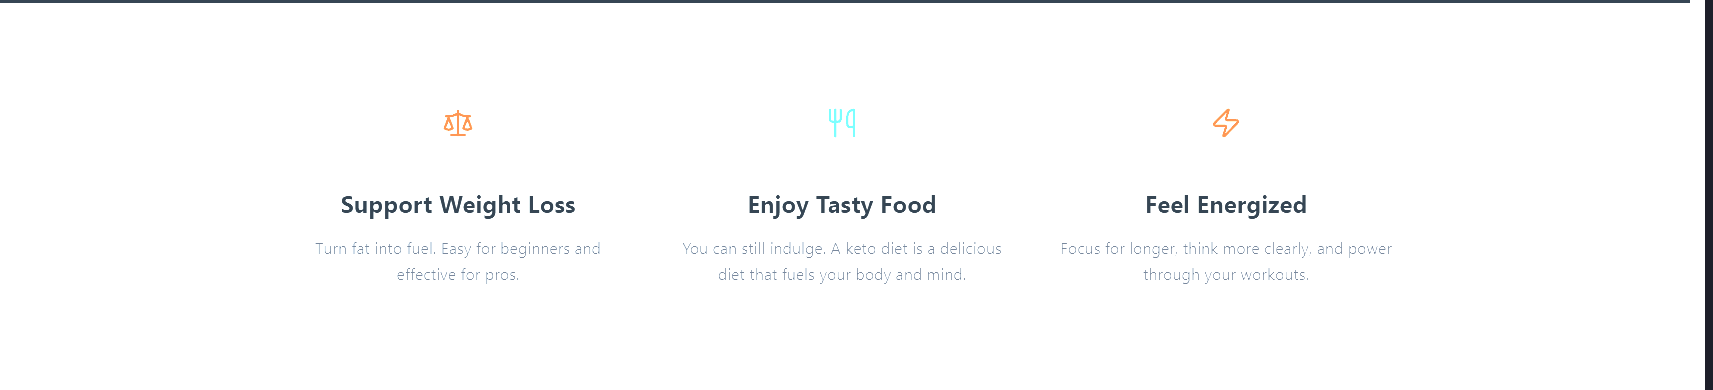 Support Weight Loss
Turn fat into fuel. Easy for beginners and
effective for pros.
Enjoy Tasty Food
You can still indulge. A keto diet is a delicious
diet that fuels your body and mind.
Feel Energized
Focus for longer, think more clearly, and power
through your workouts.